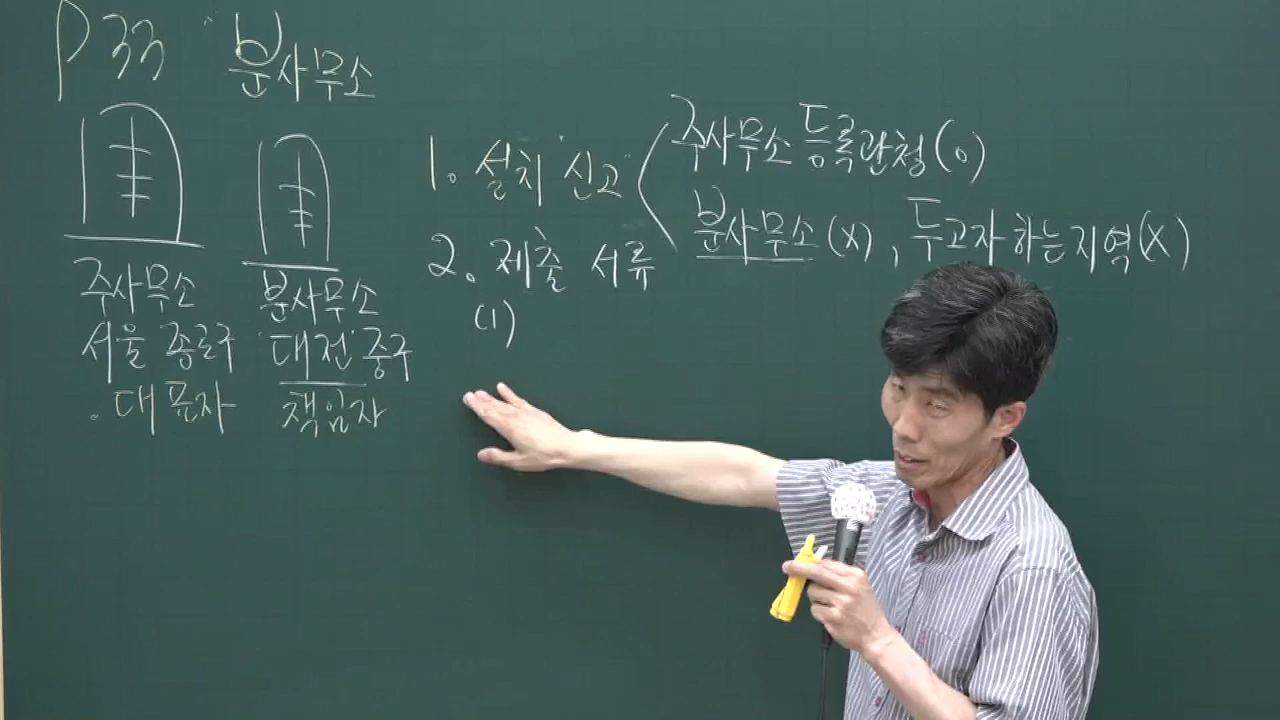 P 33 분사무소
주사무소
서울 종로구
대표자
분사무소
"대전" 중구
책임자
1. 설치 "신고" < 주사무소 등록관청(O)
분사무소(X), 두고자 하는 지역(X)
2. 제출 서류
(1)